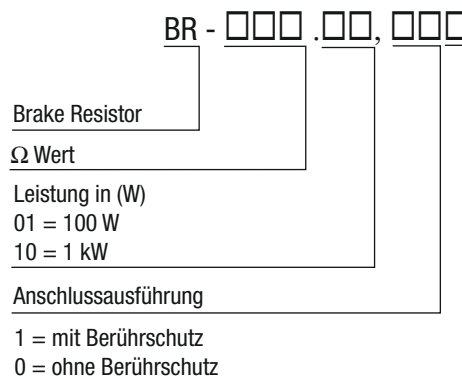 BR - □□□ .□□, □□□
Brake Resistor
Ω Wert
Leistung in (W)
01 = 100 W
10 = 1 kW
Anschlussausführung
1 = mit Berührschutz
0 = ohne Berührschutz